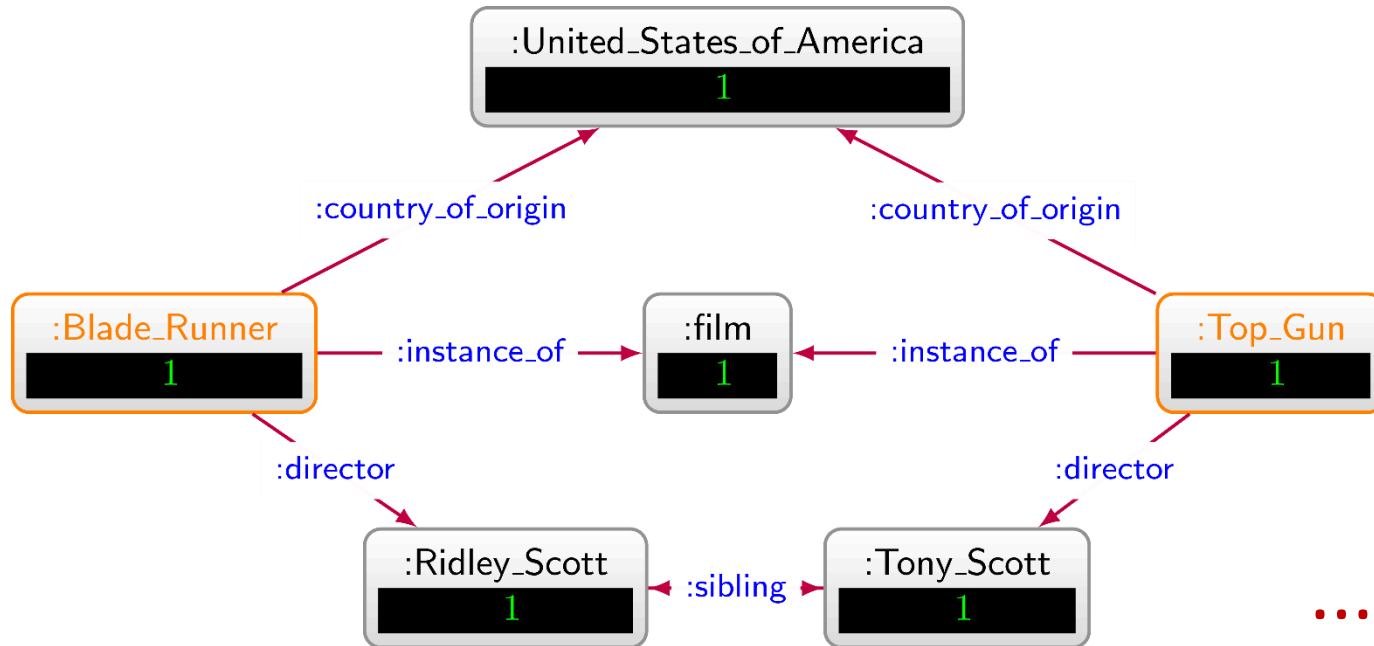 :United_States_of_America
1
:country_of_origin
:country_of_origin
:Blade_Runner
1
:instance_of
:film
1
:instance_of
:Top_Gun
1
:director
:director
:Ridley_Scott
1
:sibling
:Tony_Scott
1
...